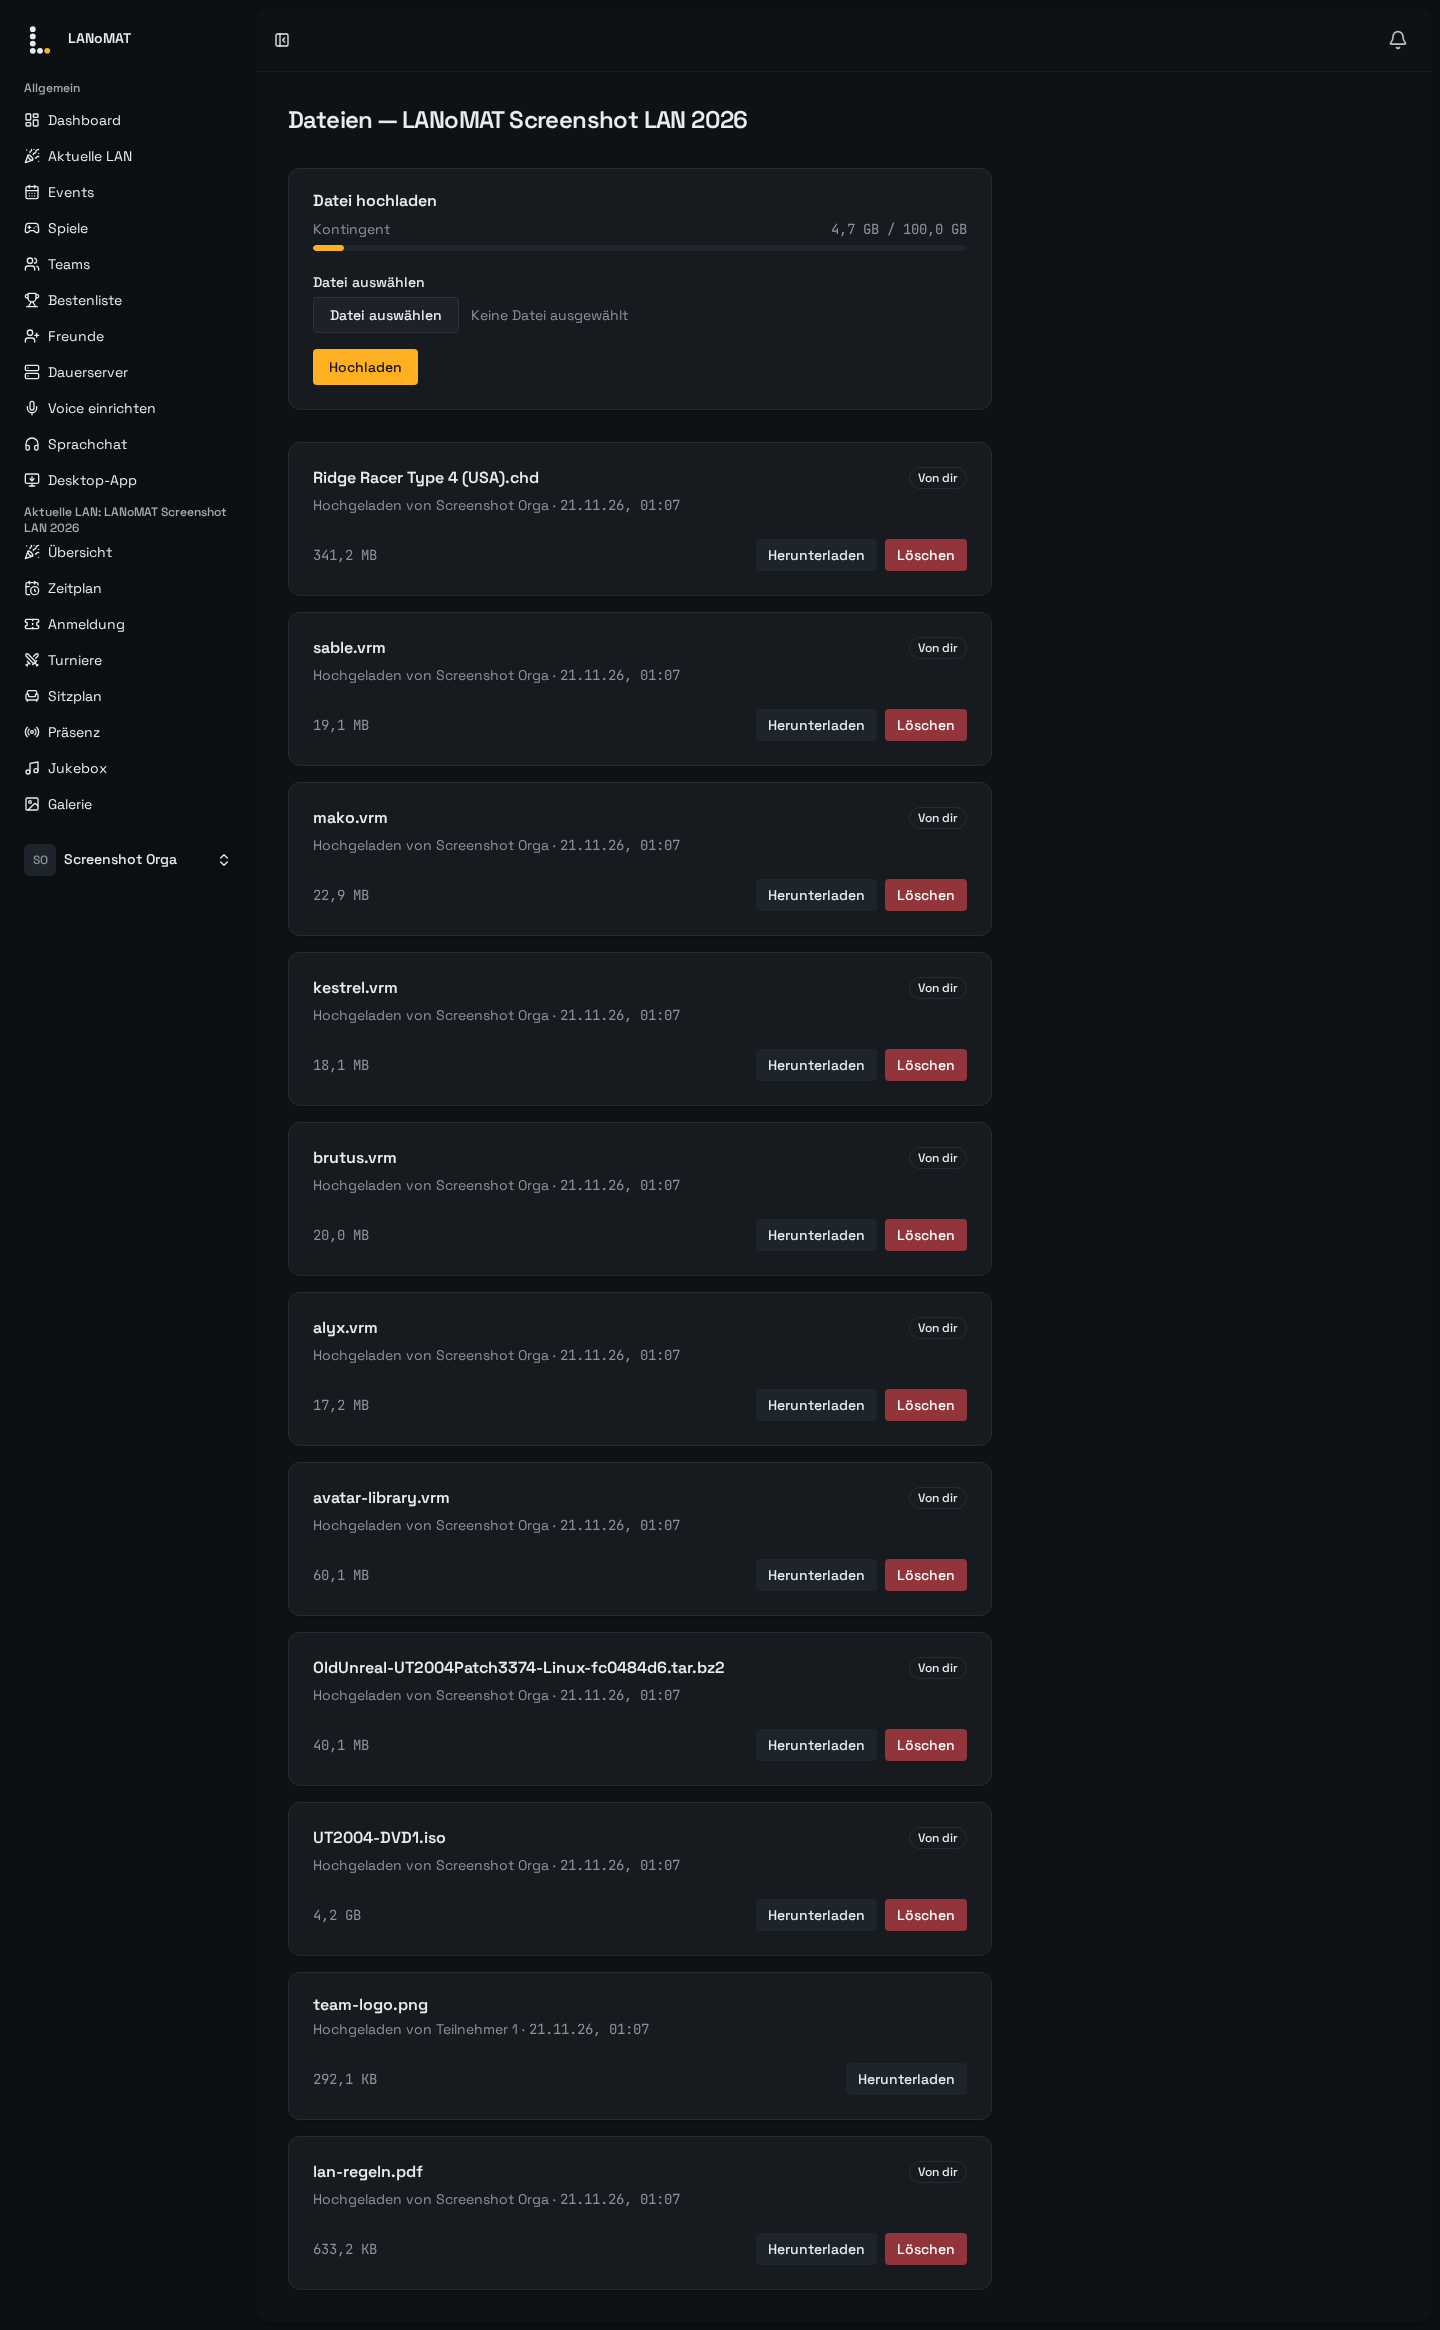 LANoMAT
Allgemein
Dashboard
Aktuelle LAN
Events
Spiele
Teams
Bestenliste
Freunde
Dauerserver
Voice einrichten
Sprachchat
Desktop-App
Aktuelle LAN: LANoMAT Screenshot
LAN 2026
Übersicht
Zeitplan
Anmeldung
Turniere
Sitzplan
Präsenz
Jukebox
Galerie
SO Screenshot Orga
Dateien — LANoMAT Screenshot LAN 2026
Datei hochladen
Kontingent 4,7 GB / 100,0 GB
Datei auswählen
Datei auswählen Keine Datei ausgewählt
Hochladen
Ridge Racer Type 4 (USA).chd Von dir
Hochgeladen von Screenshot Orga · 21.11.26, 01:07
341,2 MB Herunterladen Löschen
sable.vrm Von dir
Hochgeladen von Screenshot Orga · 21.11.26, 01:07
19,1 MB Herunterladen Löschen
mako.vrm Von dir
Hochgeladen von Screenshot Orga · 21.11.26, 01:07
22,9 MB Herunterladen Löschen
kestrel.vrm Von dir
Hochgeladen von Screenshot Orga · 21.11.26, 01:07
18,1 MB Herunterladen Löschen
brutus.vrm Von dir
Hochgeladen von Screenshot Orga · 21.11.26, 01:07
20,0 MB Herunterladen Löschen
alyx.vrm Von dir
Hochgeladen von Screenshot Orga · 21.11.26, 01:07
17,2 MB Herunterladen Löschen
avatar-library.vrm Von dir
Hochgeladen von Screenshot Orga · 21.11.26, 01:07
60,1 MB Herunterladen Löschen
OldUnreal-UT2004Patch3374-Linux-fc0484d6.tar.bz2 Von dir
Hochgeladen von Screenshot Orga · 21.11.26, 01:07
40,1 MB Herunterladen Löschen
UT2004-DVD1.iso Von dir
Hochgeladen von Screenshot Orga · 21.11.26, 01:07
4,2 GB Herunterladen Löschen
team-logo.png
Hochgeladen von Teilnehmer 1 · 21.11.26, 01:07
292,1 KB Herunterladen
lan-regeln.pdf Von dir
Hochgeladen von Screenshot Orga · 21.11.26, 01:07
633,2 KB Herunterladen Löschen